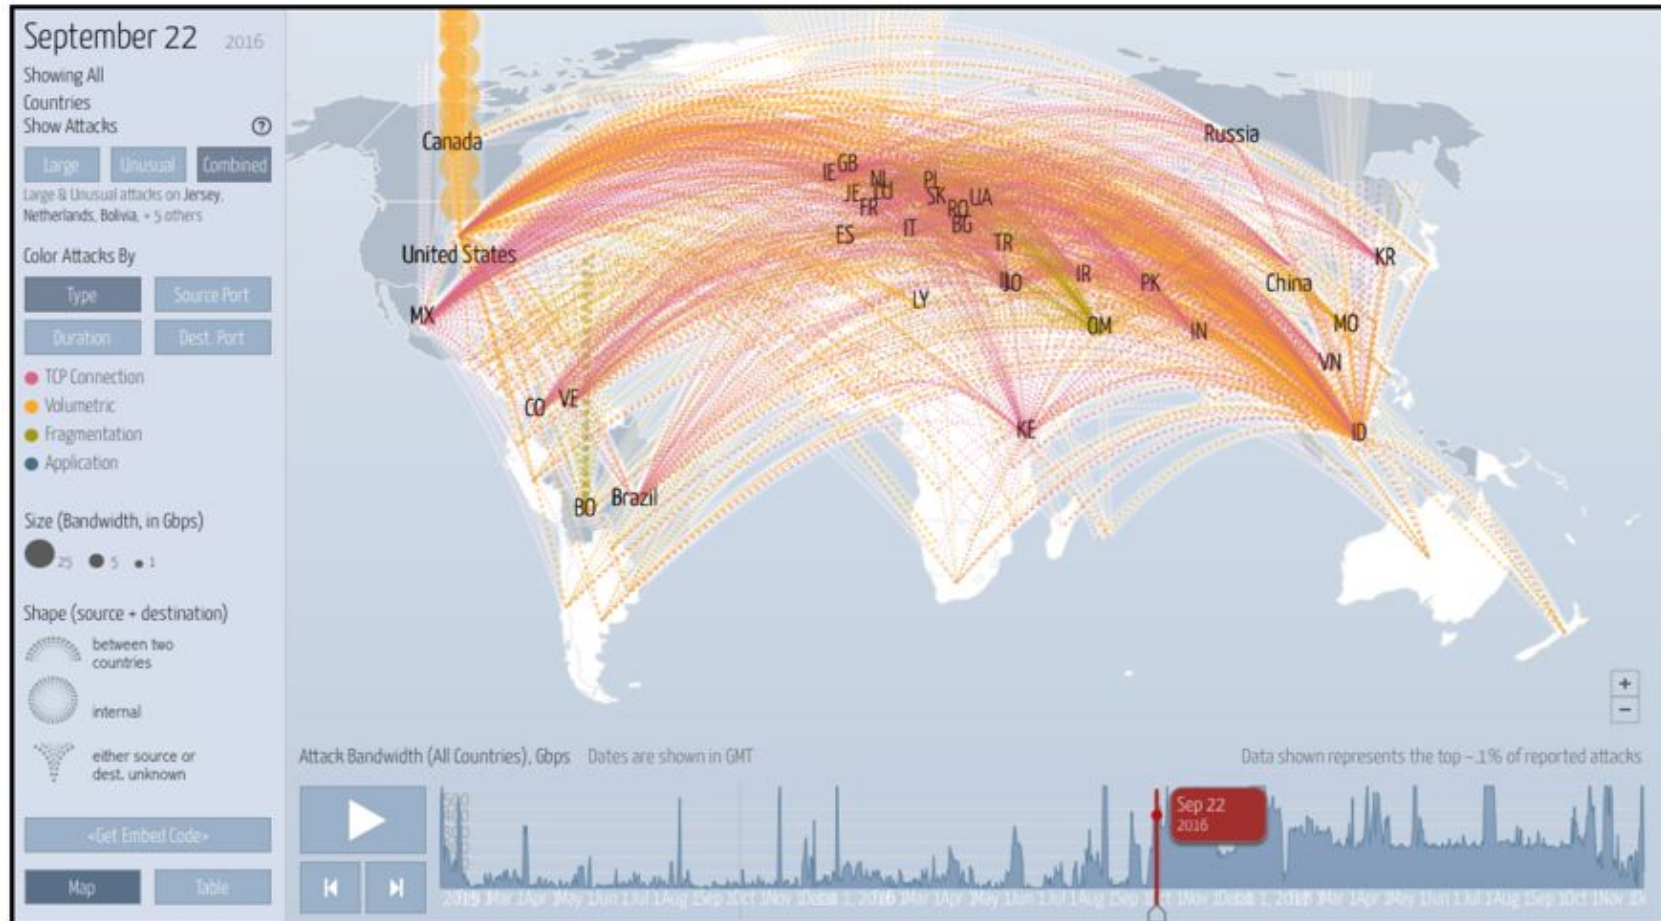 September 22 2016
Showing All
Countries
Show Attacks ?
Large Unusual Combined
Large & Unusual attacks on Jersey,
Netherlands, Bolivia, + 5 others
Color Attacks By
Type Source Port
Duration Dest. Port
TCP Connection
Volumetric
Fragmentation
Application
Size (Bandwidth, in Gbps)
25 5 1
Shape (source + destination)
between two
countries
internal
either source or
dest. unknown
<Get Embed Code>
Map Table
Canada
Russia
IE GB
NL PL
JE LU SK UA
FR RO
ES IT BG
TR
United States
KR
JO IR PK China
LY
MX
OM IN MO
VN
CO VE
KE ID
BO Brazil
+
−
Attack Bandwidth (All Countries), Gbps Dates are shown in GMT
Data shown represents the top ~.1% of reported attacks
Sep 22
2016